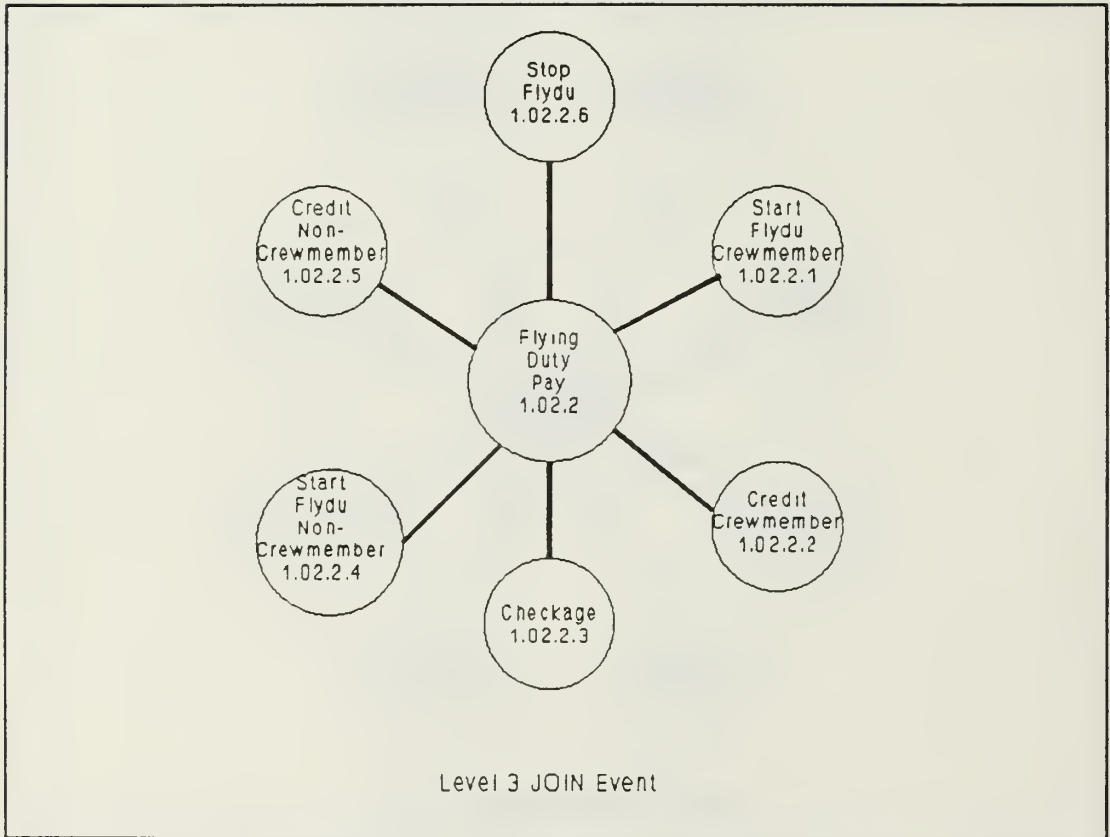 Stop
Flydu
1.02.2.6
Credit
Non-
Crewmember
1.02.2.5
Start
Flydu
Crewmember
1.02.2.1
Flying
Duty
Pay
1.02.2
Start
Flydu
Non-
Crewmember
1.02.2.4
Credit
Crewmember
1.02.2.2
Checkage
1.02.2.3
Level 3 JOIN Event